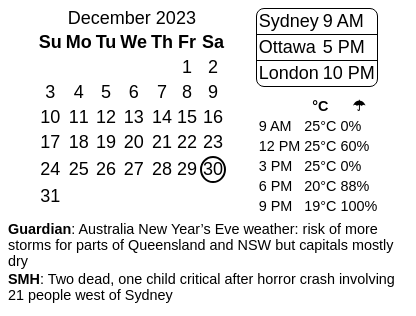 December 2023
Su Mo Tu We Th Fr Sa
1 2
3 4 5 6 7 8 9
10 11 12 13 14 15 16
17 18 19 20 21 22 23
24 25 26 27 28 29 30
31
Sydney 9 AM
Ottawa 5 PM
London 10 PM
°C ☂
9 AM 25°C 0%
12 PM 25°C 60%
3 PM 25°C 0%
6 PM 20°C 88%
9 PM 19°C 100%
Guardian: Australia New Year’s Eve weather: risk of more
storms for parts of Queensland and NSW but capitals mostly
dry
SMH: Two dead, one child critical after horror crash involving
21 people west of Sydney